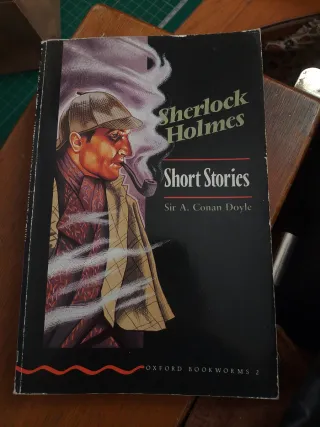 Sherlock
Holmes
Short Stories
Sir A. Conan Doyle
OXFORD BOOKWORMS 2